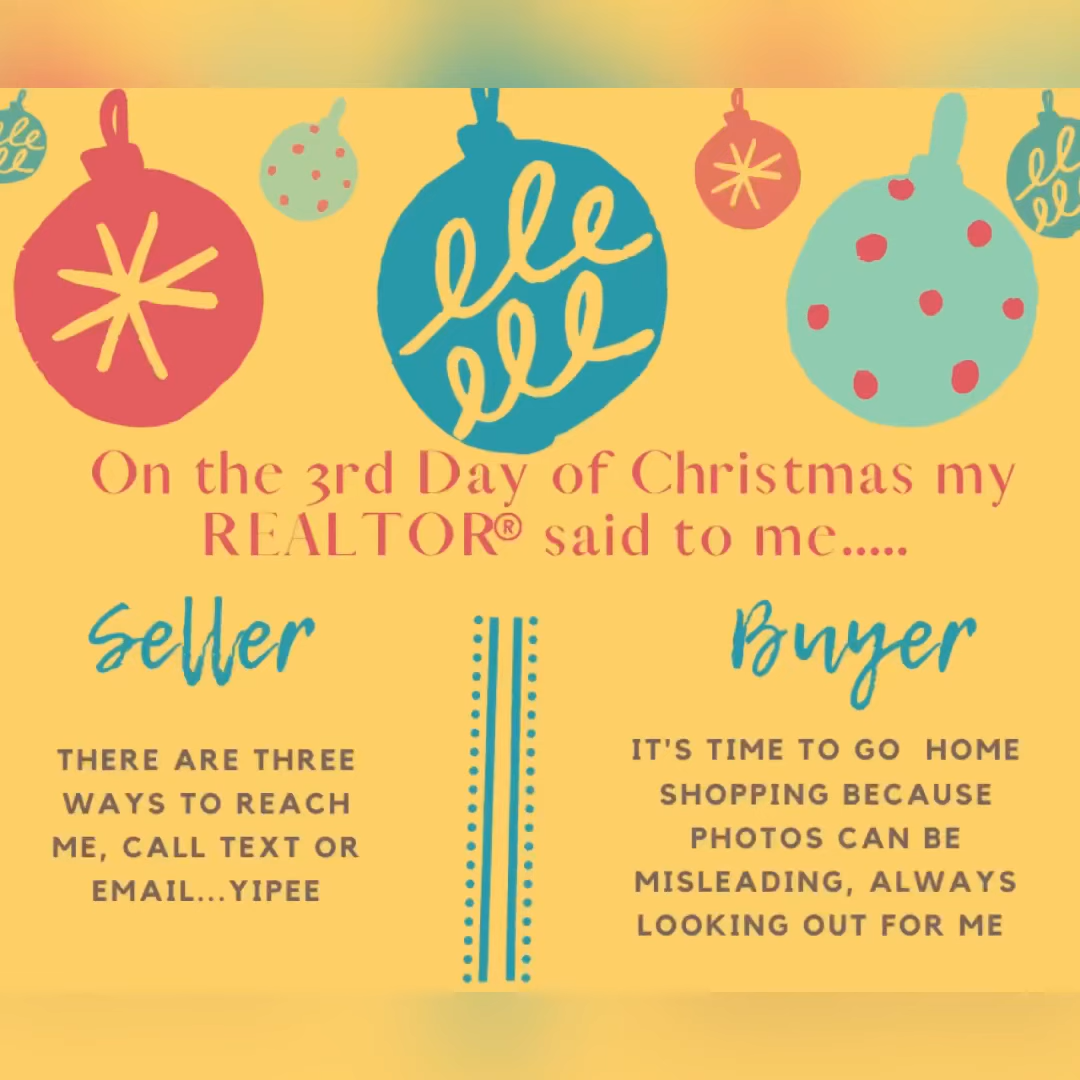 On the 3rd Day of Christmas my
REALTOR® said to me.....
Seller
THERE ARE THREE
WAYS TO REACH
ME, CALL TEXT OR
EMAIL...YIPEE
Buyer
IT'S TIME TO GO HOME
SHOPPING BECAUSE
PHOTOS CAN BE
MISLEADING, ALWAYS
LOOKING OUT FOR ME